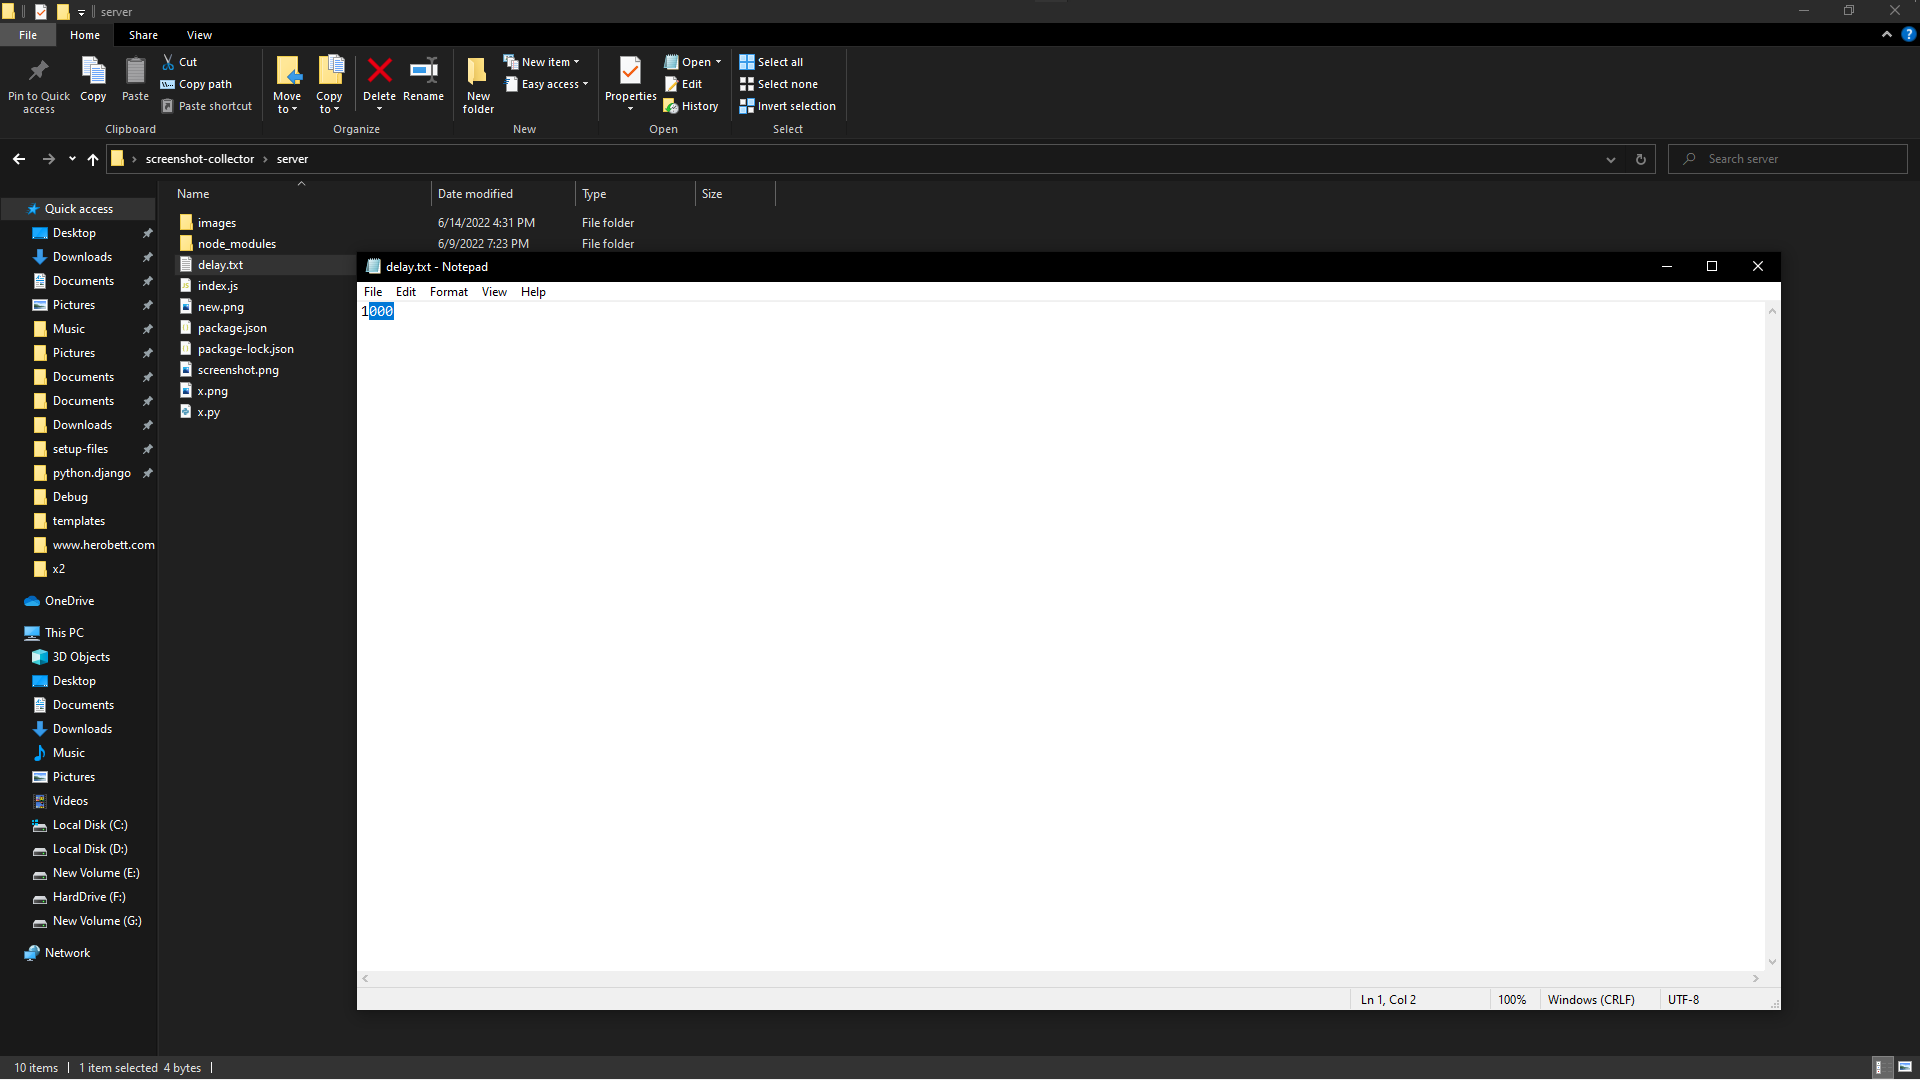 server
File
Home
Share
View
Pin to Quick access
Copy
Paste
Cut
Copy path
Paste shortcut
Clipboard
Move to
Copy to
Delete
Rename
Organize
New folder
New item
Easy access
New
Properties
Open
Edit
History
Open
Select all
Select none
Invert selection
Select
screenshot-collector
server
Search server
Name
Date modified
Type
Size
images 6/14/2022 4:31 PM File folder
node_modules 6/9/2022 7:23 PM File folder
delay.txt
index.js
new.png
package.json
package-lock.json
screenshot.png
x.png
x.py
Quick access
Desktop
Downloads
Documents
Pictures
Music
Pictures
Documents
Documents
Downloads
setup-files
python.django
Debug
templates
www.herobett.com
x2
OneDrive
This PC
3D Objects
Desktop
Documents
Downloads
Music
Pictures
Videos
Local Disk (C:)
Local Disk (D:)
New Volume (E:)
HardDrive (F:)
New Volume (G:)
Network
delay.txt - Notepad
File Edit Format View Help
1000
Ln 1, Col 2
100%
Windows (CRLF)
UTF-8
10 items
1 item selected 4 bytes